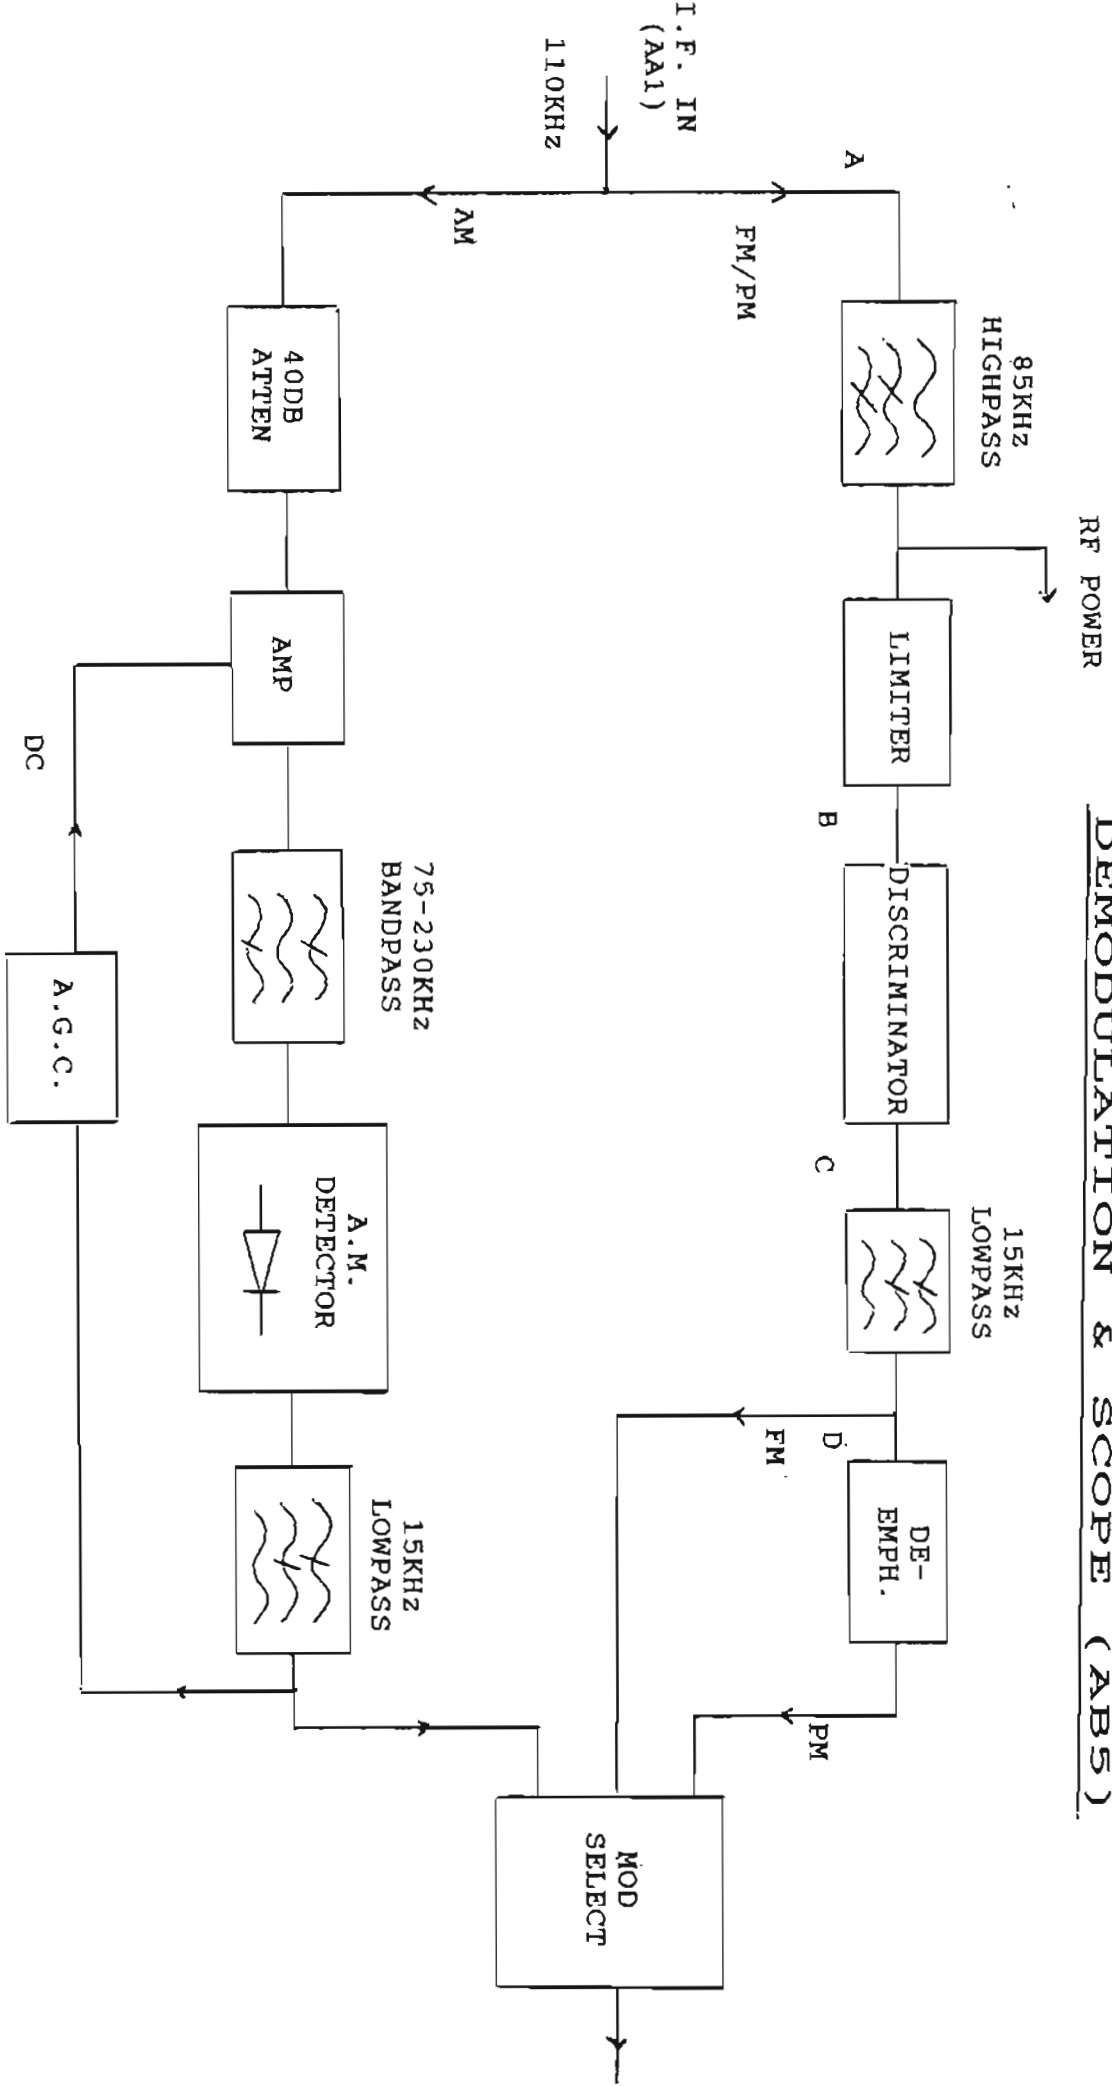 DEMODULATION & SCOPE (AB5)
RF POWER
85KHz
HIGHPASS
15KHz
LOWPASS
A
FM/PM
LIMITER
B
DISCRIMINATOR
C
D
FM
DE-
EMPH.
PM
I.F. IN
(AA1)
110KHz
AM
MOD
SELECT
75-230KHz
BANDPASS
15KHz
LOWPASS
40DB
ATTEN
AMP
A.M.
DETECTOR
DC
A.G.C.